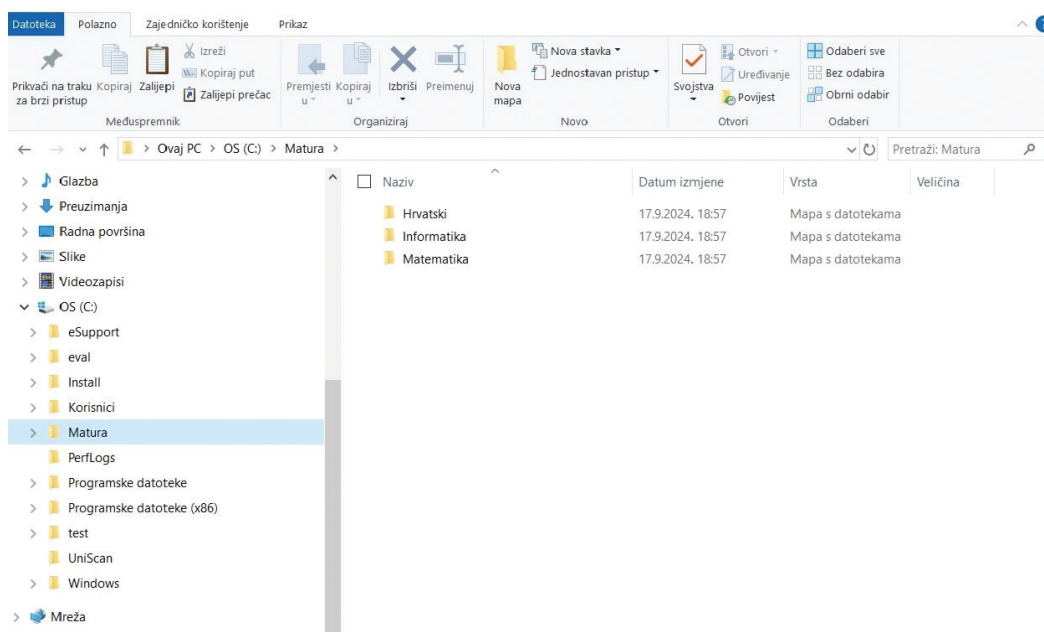 Datoteka Polazno Zajedničko korištenje Prikaz
Prikvači na traku za brzi pristup
Kopiraj
Zalijepi
Izreži
Kopiraj put
Zalijepi prečac
Međuspremnik
Premjesti u
Kopiraj u
Izbriši
Preimenuj
Organiziraj
Nova mapa
Nova stavka
Jednostavan pristup
Novo
Svojstva
Otvori
Uređivanje
Povijest
Otvori
Odaberi sve
Bez odabira
Obrni odabir
Odaberi
Ovaj PC > OS (C:) > Matura >
Pretraži: Matura
Glazba
Preuzimanja
Radna površina
Slike
Videozapisi
OS (C:)
eSupport
eval
Install
Korisnici
Matura
PerfLogs
Programske datoteke
Programske datoteke (x86)
test
UniScan
Windows
Mreža
Naziv Datum izmjene Vrsta Veličina
Hrvatski 17.9.2024. 18:57 Mapa s datotekama
Informatika 17.9.2024. 18:57 Mapa s datotekama
Matematika 17.9.2024. 18:57 Mapa s datotekama